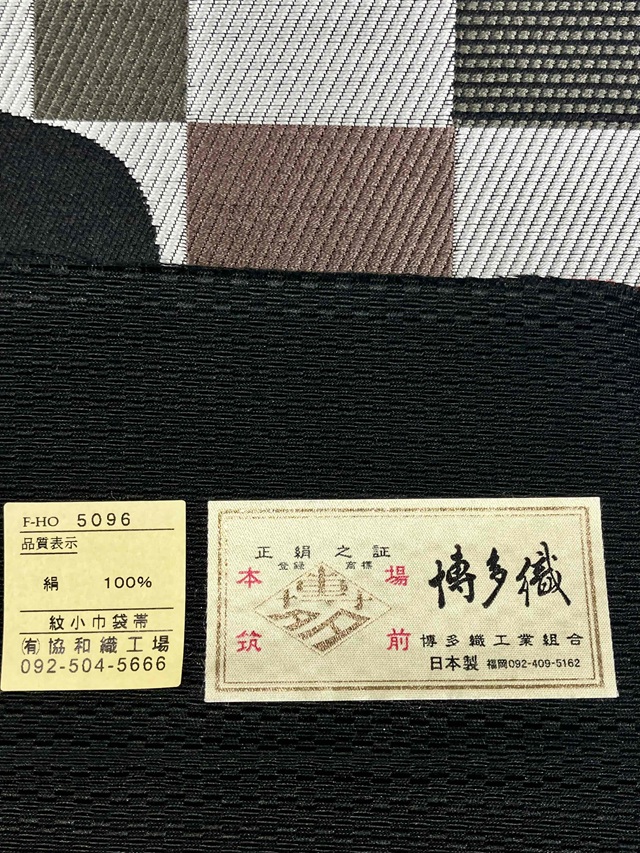 F-HO 5096
品質表示
絹 100%
紋小巾袋帯
㈲協和織工場
092-504-5666
正絹之証
登録 商標
本場
筑前
博多
博多織
博多織工業組合
日本製 福岡092-409-5162